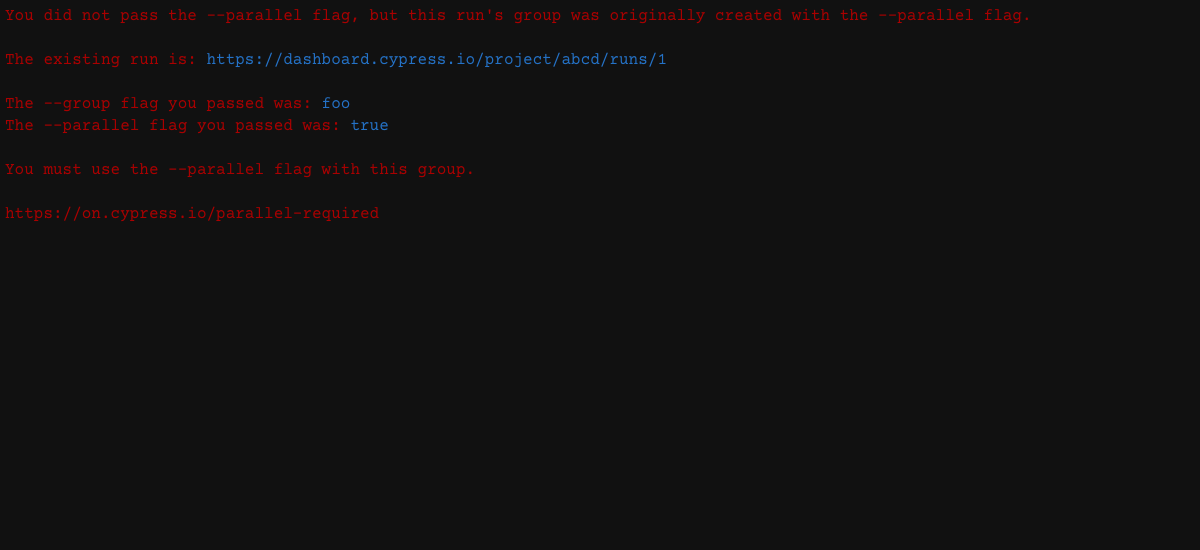 You did not pass the --parallel flag, but this run's group was originally created with the --parallel flag.
The existing run is: https://dashboard.cypress.io/project/abcd/runs/1
The --group flag you passed was: foo
The --parallel flag you passed was: true
You must use the --parallel flag with this group.
https://on.cypress.io/parallel-required